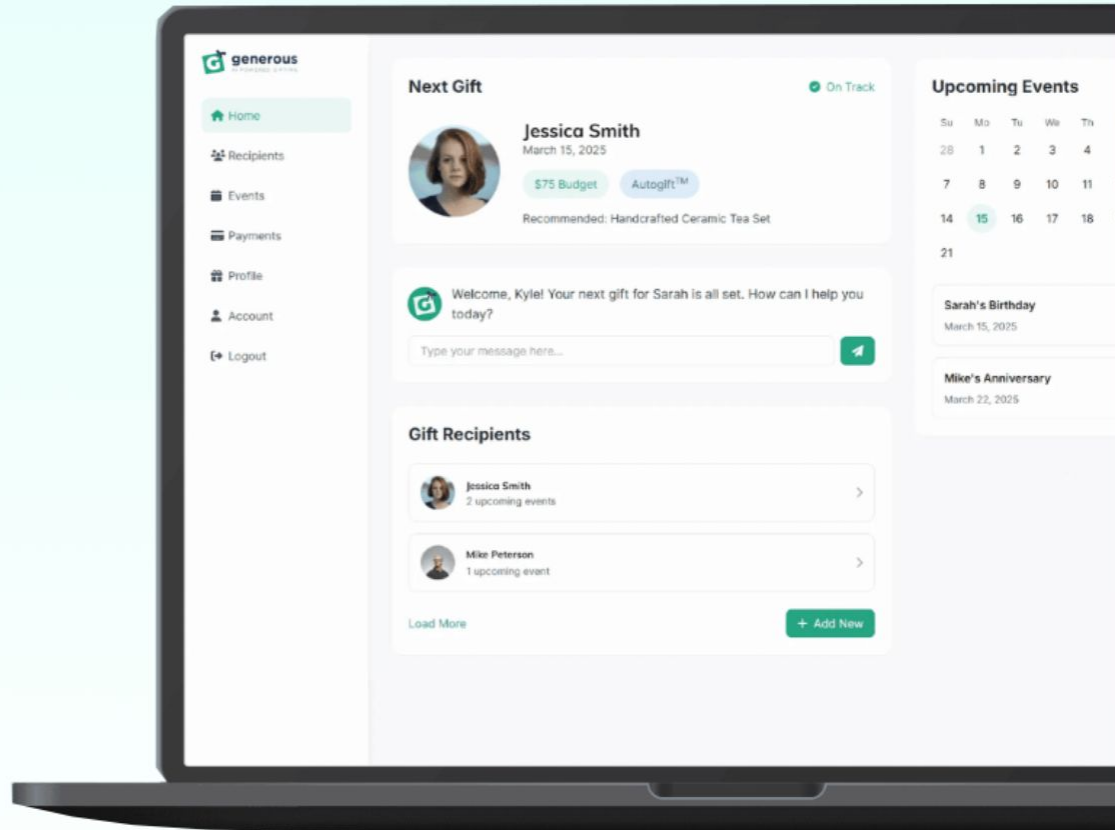 generous
AI-POWERED GIFTING
Home
Recipients
Events
Payments
Profile
Account
Logout
Next Gift
On Track
Jessica Smith
March 15, 2025
$75 Budget
Autogift™
Recommended: Handcrafted Ceramic Tea Set
Welcome, Kyle! Your next gift for Sarah is all set. How can I help you
today?
Type your message here...
Gift Recipients
Jessica Smith
2 upcoming events
Mike Peterson
1 upcoming event
Load More
+ Add New
Upcoming Events
Su Mo Tu We Th
28 1 2 3 4
7 8 9 10 11
14 15 16 17 18
21
Sarah's Birthday
March 15, 2025
Mike's Anniversary
March 22, 2025